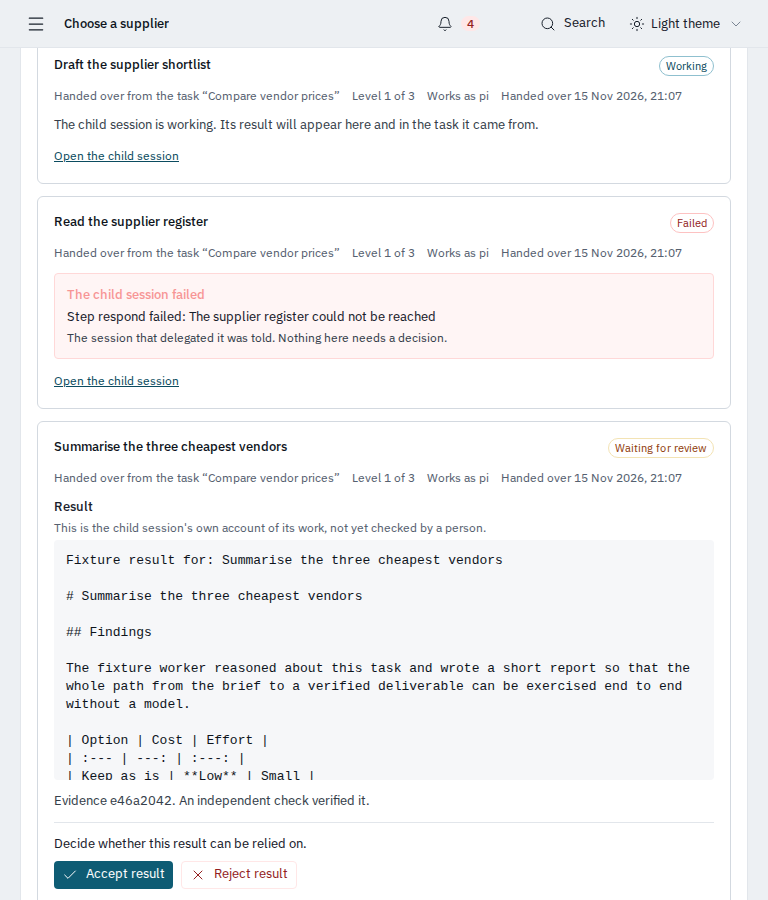 Choose a supplier
4
Search
Light theme
Draft the supplier shortlist
Working
Handed over from the task “Compare vendor prices” Level 1 of 3 Works as pi Handed over 15 Nov 2026, 21:07
The child session is working. Its result will appear here and in the task it came from.
Open the child session
Read the supplier register
Failed
Handed over from the task “Compare vendor prices” Level 1 of 3 Works as pi Handed over 15 Nov 2026, 21:07
The child session failed
Step respond failed: The supplier register could not be reached
The session that delegated it was told. Nothing here needs a decision.
Open the child session
Summarise the three cheapest vendors
Waiting for review
Handed over from the task “Compare vendor prices” Level 1 of 3 Works as pi Handed over 15 Nov 2026, 21:07
Result
This is the child session's own account of its work, not yet checked by a person.
Fixture result for: Summarise the three cheapest vendors
# Summarise the three cheapest vendors
## Findings
The fixture worker reasoned about this task and wrote a short report so that the
whole path from the brief to a verified deliverable can be exercised end to end
without a model.
| Option | Cost | Effort |
| :--- | ---: | :---: |
| Keep as is | **Low** | Small |
Evidence e46a2042. An independent check verified it.
Decide whether this result can be relied on.
Accept result
Reject result